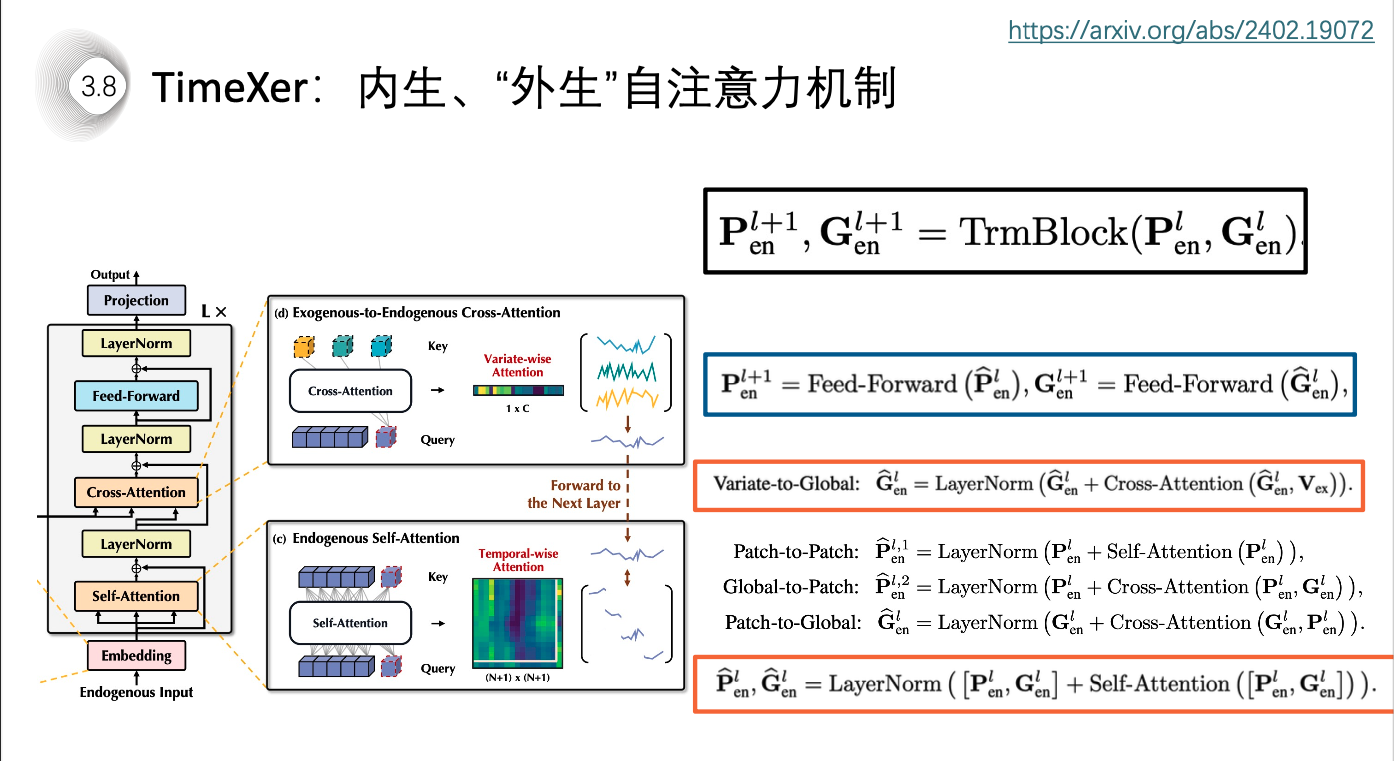 https://arxiv.org/abs/2402.19072
3.8
TimeXer： 内生、“外生”自注意力机制
$\mathbf{P}_{\text{en}}^{l+1}, \mathbf{G}_{\text{en}}^{l+1} = \text{TrmBlock}(\mathbf{P}_{\text{en}}^{l}, \mathbf{G}_{\text{en}}^{l}).$
Output
Projection
L ×
LayerNorm
Feed-Forward
LayerNorm
Cross-Attention
LayerNorm
Self-Attention
Embedding
Endogenous Input
(d) Exogenous-to-Endogenous Cross-Attention
Key
Cross-Attention
Variate-wise
Attention
1 x C
Query
Forward to
the Next Layer
(c) Endogenous Self-Attention
Key
Self-Attention
Temporal-wise
Attention
Query
(N+1) x (N+1)
$\mathbf{P}_{\text{en}}^{l+1} = \text{Feed-Forward}\left(\widehat{\mathbf{P}}_{\text{en}}^{l}\right), \mathbf{G}_{\text{en}}^{l+1} = \text{Feed-Forward}\left(\widehat{\mathbf{G}}_{\text{en}}^{l}\right),$
Variate-to-Global: $\widehat{\mathbf{G}}_{\text{en}}^{l} = \text{LayerNorm}\left(\widehat{\mathbf{G}}_{\text{en}}^{l} + \text{Cross-Attention}\left(\widehat{\mathbf{G}}_{\text{en}}^{l}, \mathbf{V}_{\text{ex}}\right)\right).$
Patch-to-Patch: $\widehat{\mathbf{P}}_{\text{en}}^{l,1} = \text{LayerNorm}\left(\mathbf{P}_{\text{en}}^{l} + \text{Self-Attention}\left(\mathbf{P}_{\text{en}}^{l}\right)\right),$
Global-to-Patch: $\widehat{\mathbf{P}}_{\text{en}}^{l,2} = \text{LayerNorm}\left(\mathbf{P}_{\text{en}}^{l} + \text{Cross-Attention}\left(\mathbf{P}_{\text{en}}^{l}, \mathbf{G}_{\text{en}}^{l}\right)\right),$
Patch-to-Global: $\widehat{\mathbf{G}}_{\text{en}}^{l} = \text{LayerNorm}\left(\mathbf{G}_{\text{en}}^{l} + \text{Cross-Attention}\left(\mathbf{G}_{\text{en}}^{l}, \mathbf{P}_{\text{en}}^{l}\right)\right).$
$\widehat{\mathbf{P}}_{\text{en}}^{l}, \widehat{\mathbf{G}}_{\text{en}}^{l} = \text{LayerNorm}\left(\left[\mathbf{P}_{\text{en}}^{l}, \mathbf{G}_{\text{en}}^{l}\right] + \text{Self-Attention}\left(\left[\mathbf{P}_{\text{en}}^{l}, \mathbf{G}_{\text{en}}^{l}\right]\right)\right).$